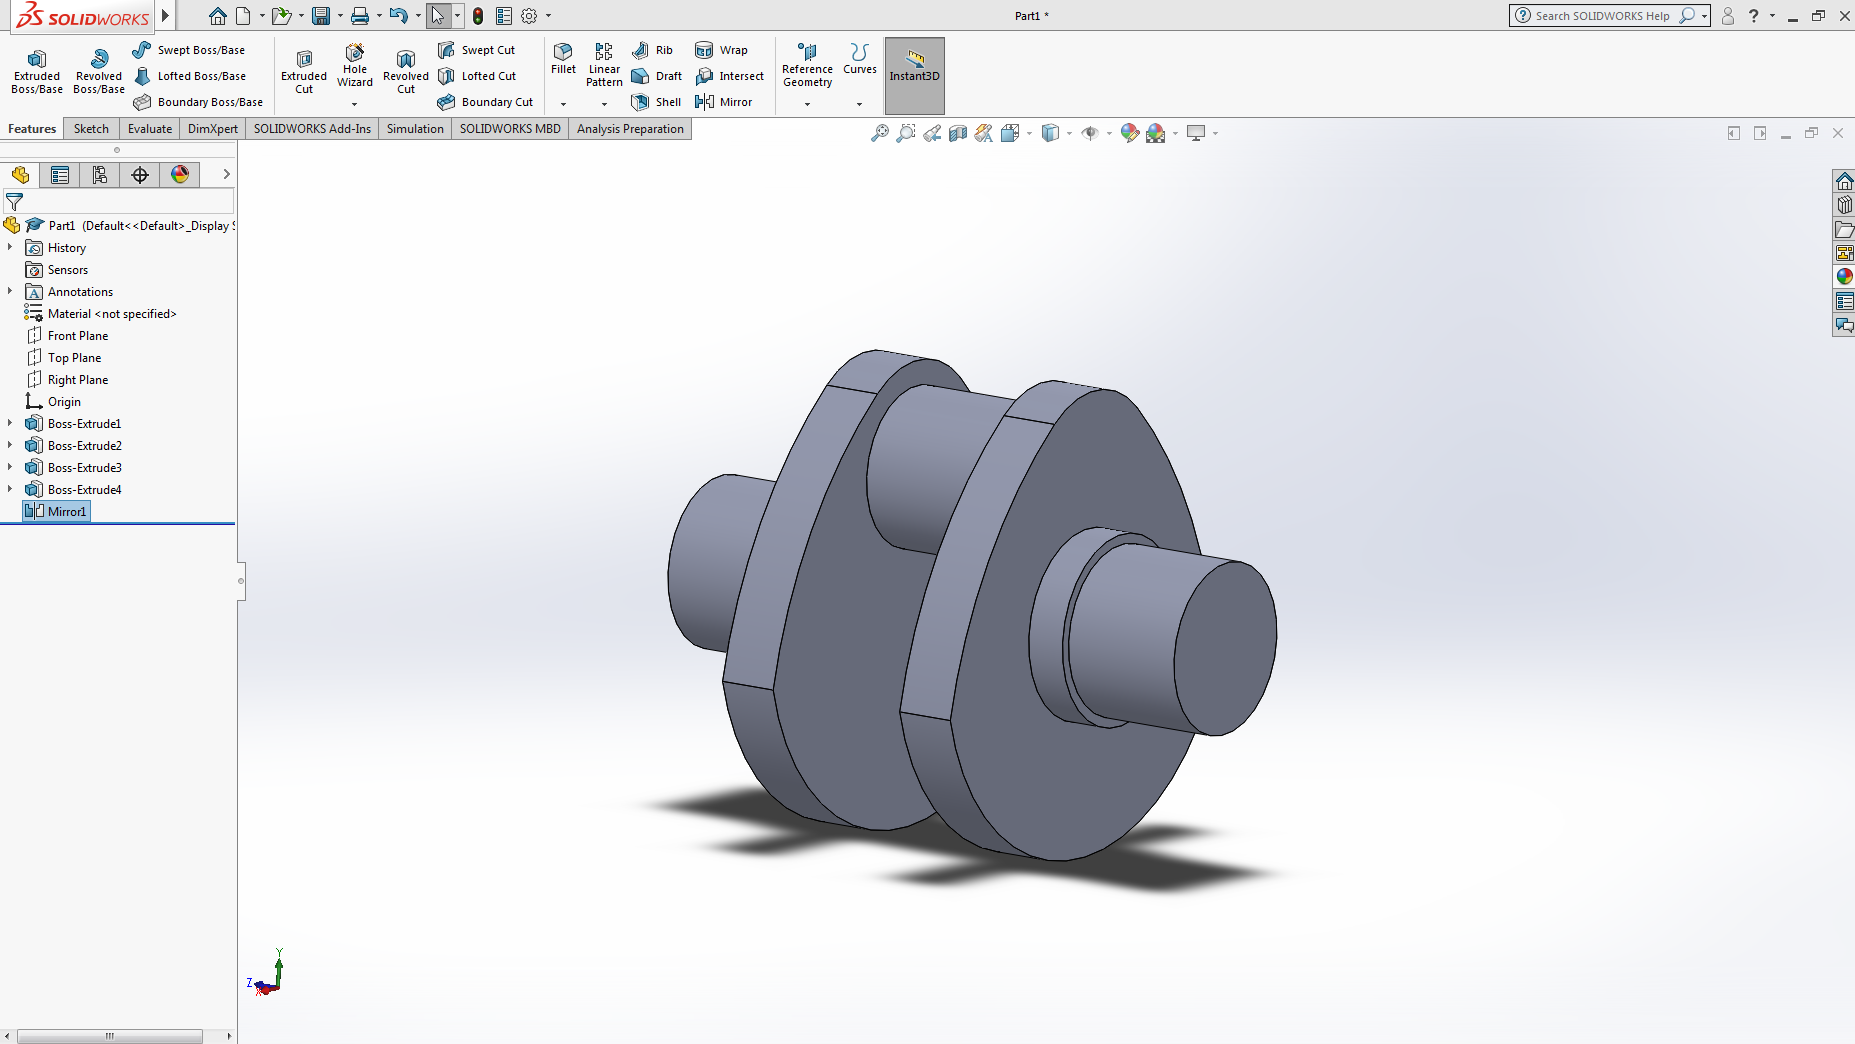 SOLIDWORKS
Part1 *
Search SOLIDWORKS Help
?
Extruded Boss/Base
Revolved Boss/Base
Swept Boss/Base
Lofted Boss/Base
Boundary Boss/Base
Extruded Cut
Hole Wizard
Revolved Cut
Swept Cut
Lofted Cut
Boundary Cut
Fillet
Linear Pattern
Rib
Draft
Shell
Wrap
Intersect
Mirror
Reference Geometry
Curves
Instant3D
Features
Sketch
Evaluate
DimXpert
SOLIDWORKS Add-Ins
Simulation
SOLIDWORKS MBD
Analysis Preparation
Part1 (Default<<Default>_Display S
History
Sensors
Annotations
Material <not specified>
Front Plane
Top Plane
Right Plane
Origin
Boss-Extrude1
Boss-Extrude2
Boss-Extrude3
Boss-Extrude4
Mirror1
Y
Z
X